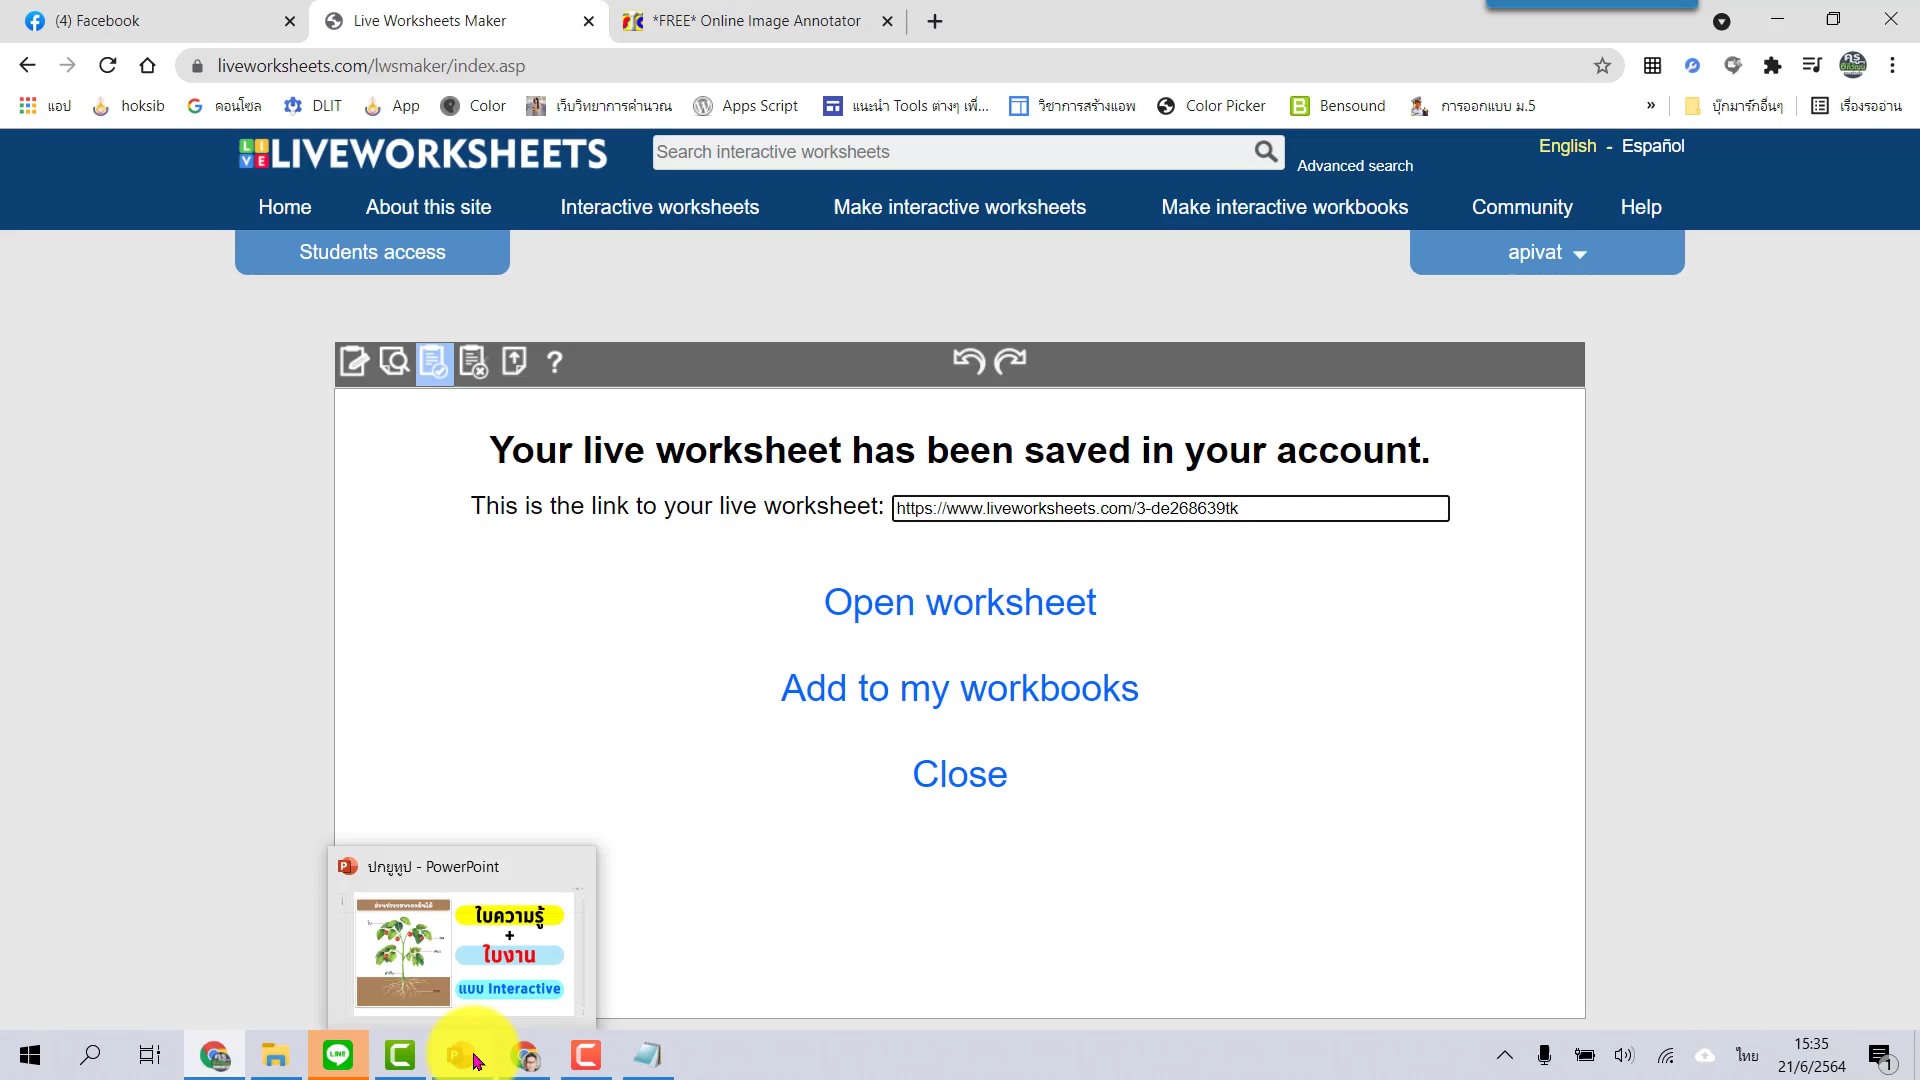 (4) Facebook
Live Worksheets Maker
*FREE* Online Image Annotator
liveworksheets.com/lwsmaker/index.asp
แอป
hoksib
คอนโซล
DLIT
App
Color
เว็บวิทยาการคำนวณ
Apps Script
แนะนำ Tools ต่างๆ เพื่...
วิชาการสร้างแอพ
Color Picker
Bensound
การออกแบบ ม.5
»
บุ๊กมาร์กอื่นๆ
เรื่องรออ่าน
LIVEWORKSHEETS
Search interactive worksheets
Advanced search
English - Español
Home
About this site
Interactive worksheets
Make interactive worksheets
Make interactive workbooks
Community
Help
Students access
apivat
?
Your live worksheet has been saved in your account.
This is the link to your live worksheet: https://www.liveworksheets.com/3-de268639tk
Open worksheet
Add to my workbooks
Close
ปกยูทูป - PowerPoint
ใบความรู้
+
ใบงาน
แบบ Interactive
LINE
ไทย
15:35
21/6/2564
1